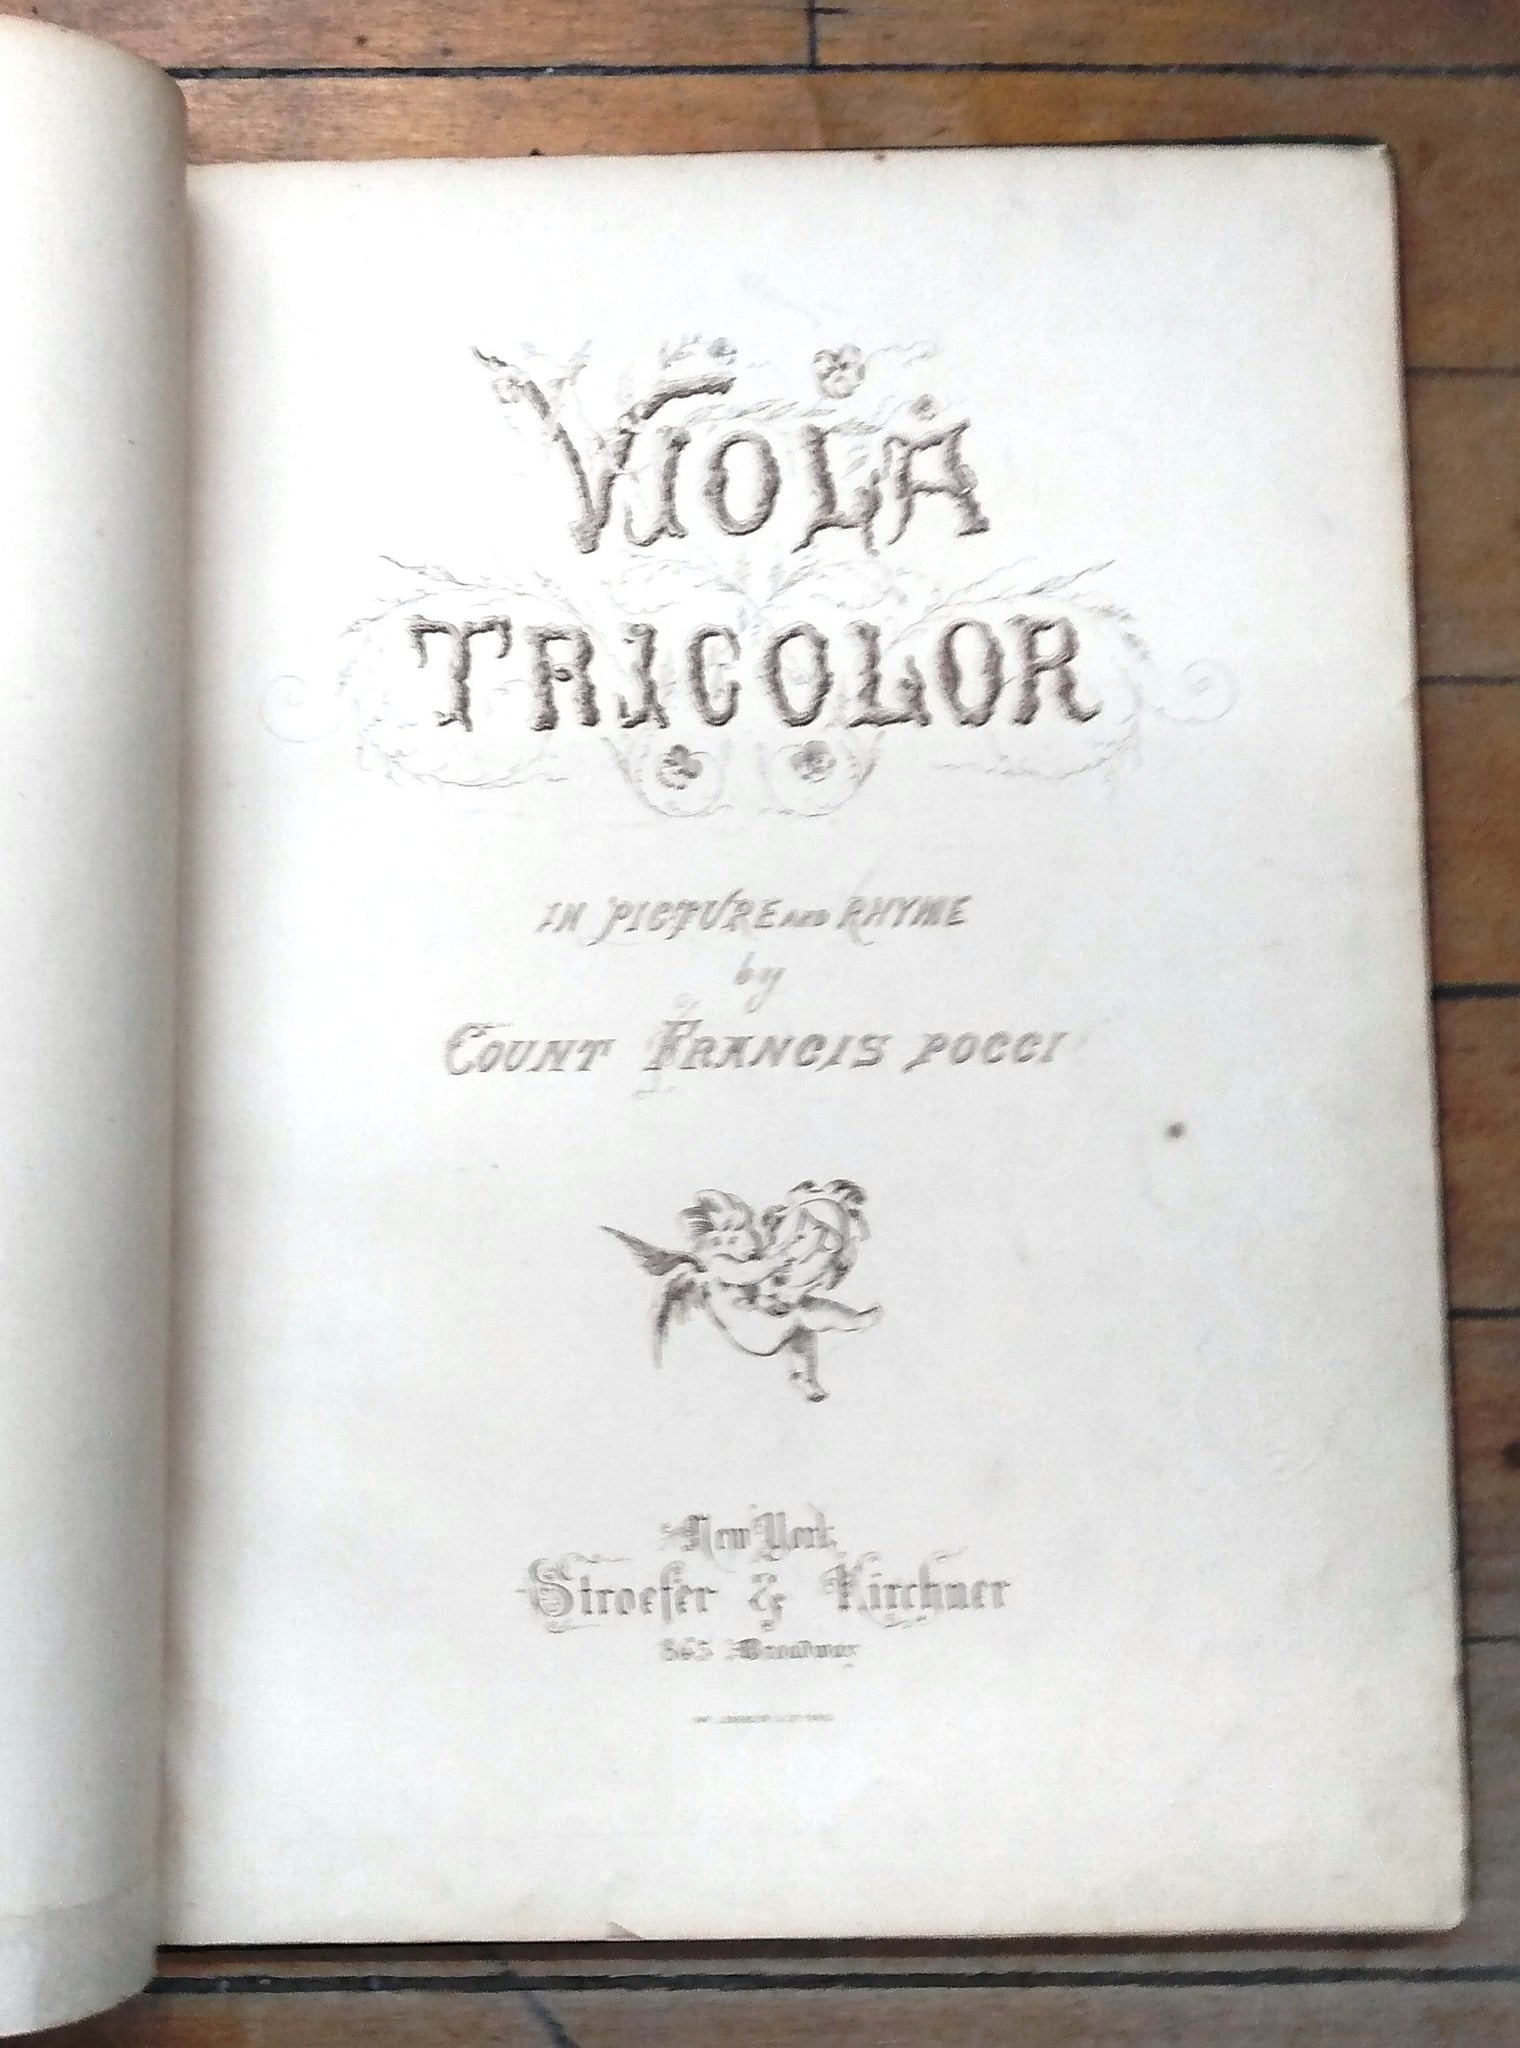 VIOLA
TRICOLOR
IN PICTURE AND RHYME
by
COUNT FRANCIS POCCI
New York,
Stroefer & Kirchner
865 Broadway